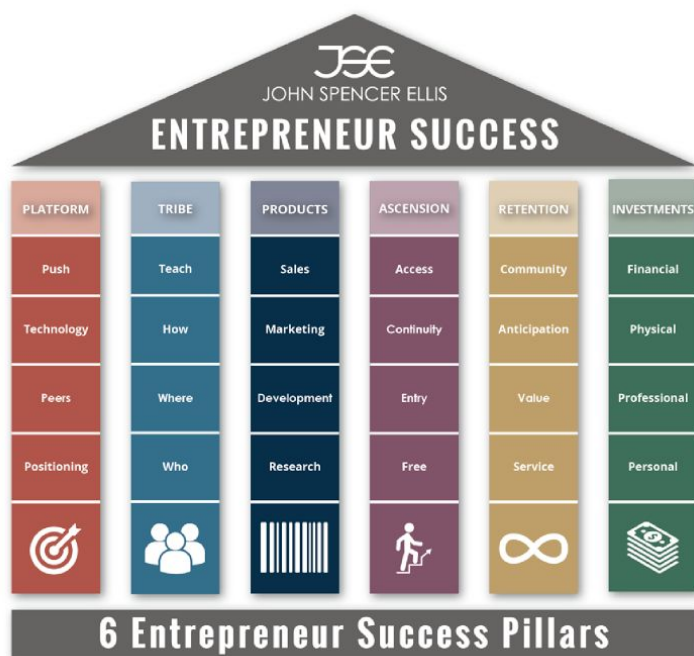 JSE
JOHN SPENCER ELLIS
ENTREPRENEUR SUCCESS
PLATFORM
Push
Technology
Peers
Positioning
TRIBE
Teach
How
Where
Who
PRODUCTS
Sales
Marketing
Development
Research
ASCENSION
Access
Continuity
Entry
Free
RETENTION
Community
Anticipation
Value
Service
INVESTMENTS
Financial
Physical
Professional
Personal
6 Entrepreneur Success Pillars